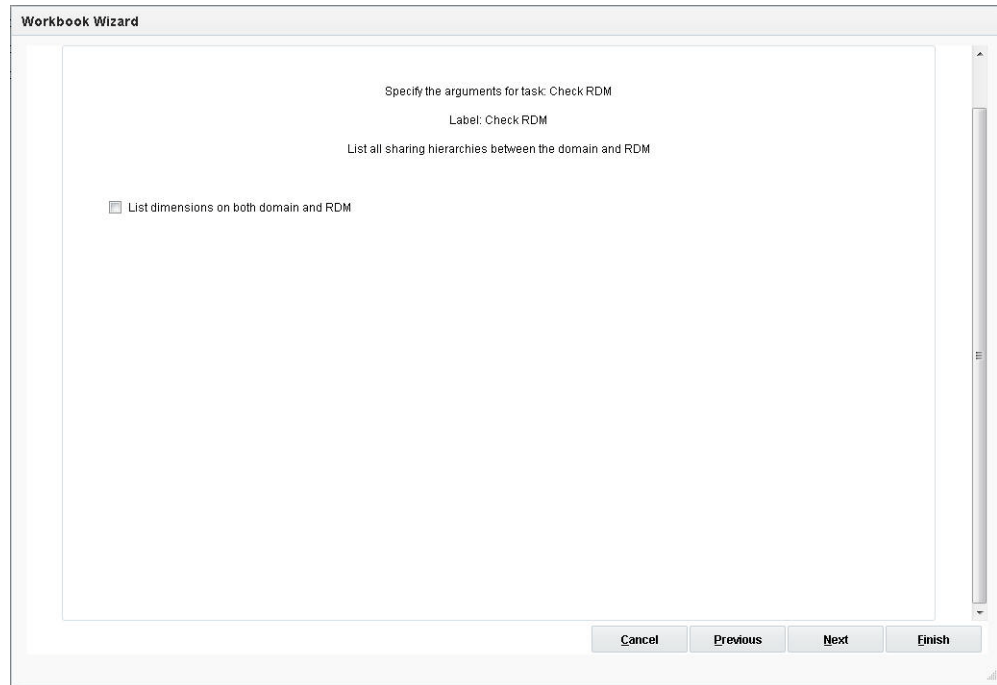 Workbook Wizard
Specify the arguments for task: Check RDM
Label: Check RDM
List all sharing hierarchies between the domain and RDM
List dimensions on both domain and RDM
Cancel Previous Next Finish